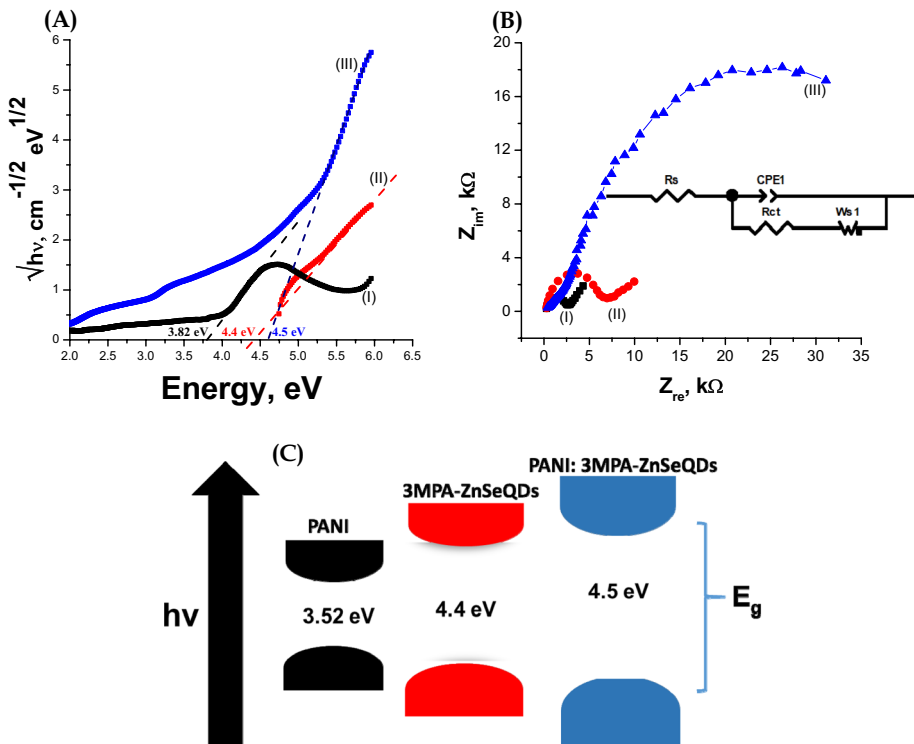 (A)
√hν, cm^-1/2 eV^1/2
6
5
4
3
2
1
0
(III)
(II)
(I)
3.82 eV 4.4 eV 4.5 eV
2.0 2.5 3.0 3.5 4.0 4.5 5.0 5.5 6.0 6.5
Energy, eV
(B)
Z_im, kΩ
20
16
12
8
4
0
(III)
Rs CPE1
Rct Ws1
(I) (II)
0 5 10 15 20 25 30 35 40
Z_re, kΩ
(C)
hν
PANI
3.52 eV
3MPA-ZnSeQDs
4.4 eV
PANI: 3MPA-ZnSeQDs
4.5 eV
E_g